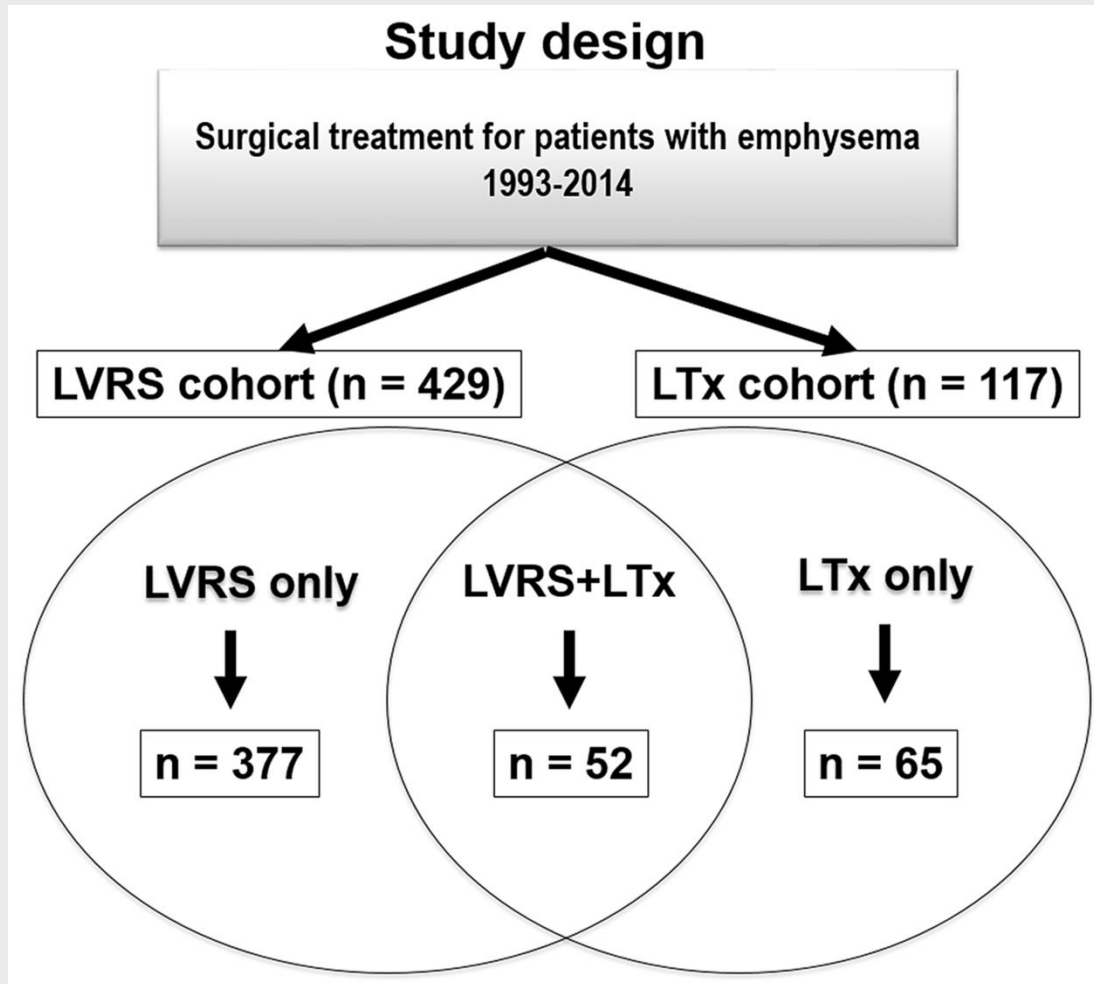 Study design
Surgical treatment for patients with emphysema
1993-2014
LVRS cohort (n = 429)
LTx cohort (n = 117)
LVRS only
LVRS+LTx
LTx only
n = 377
n = 52
n = 65